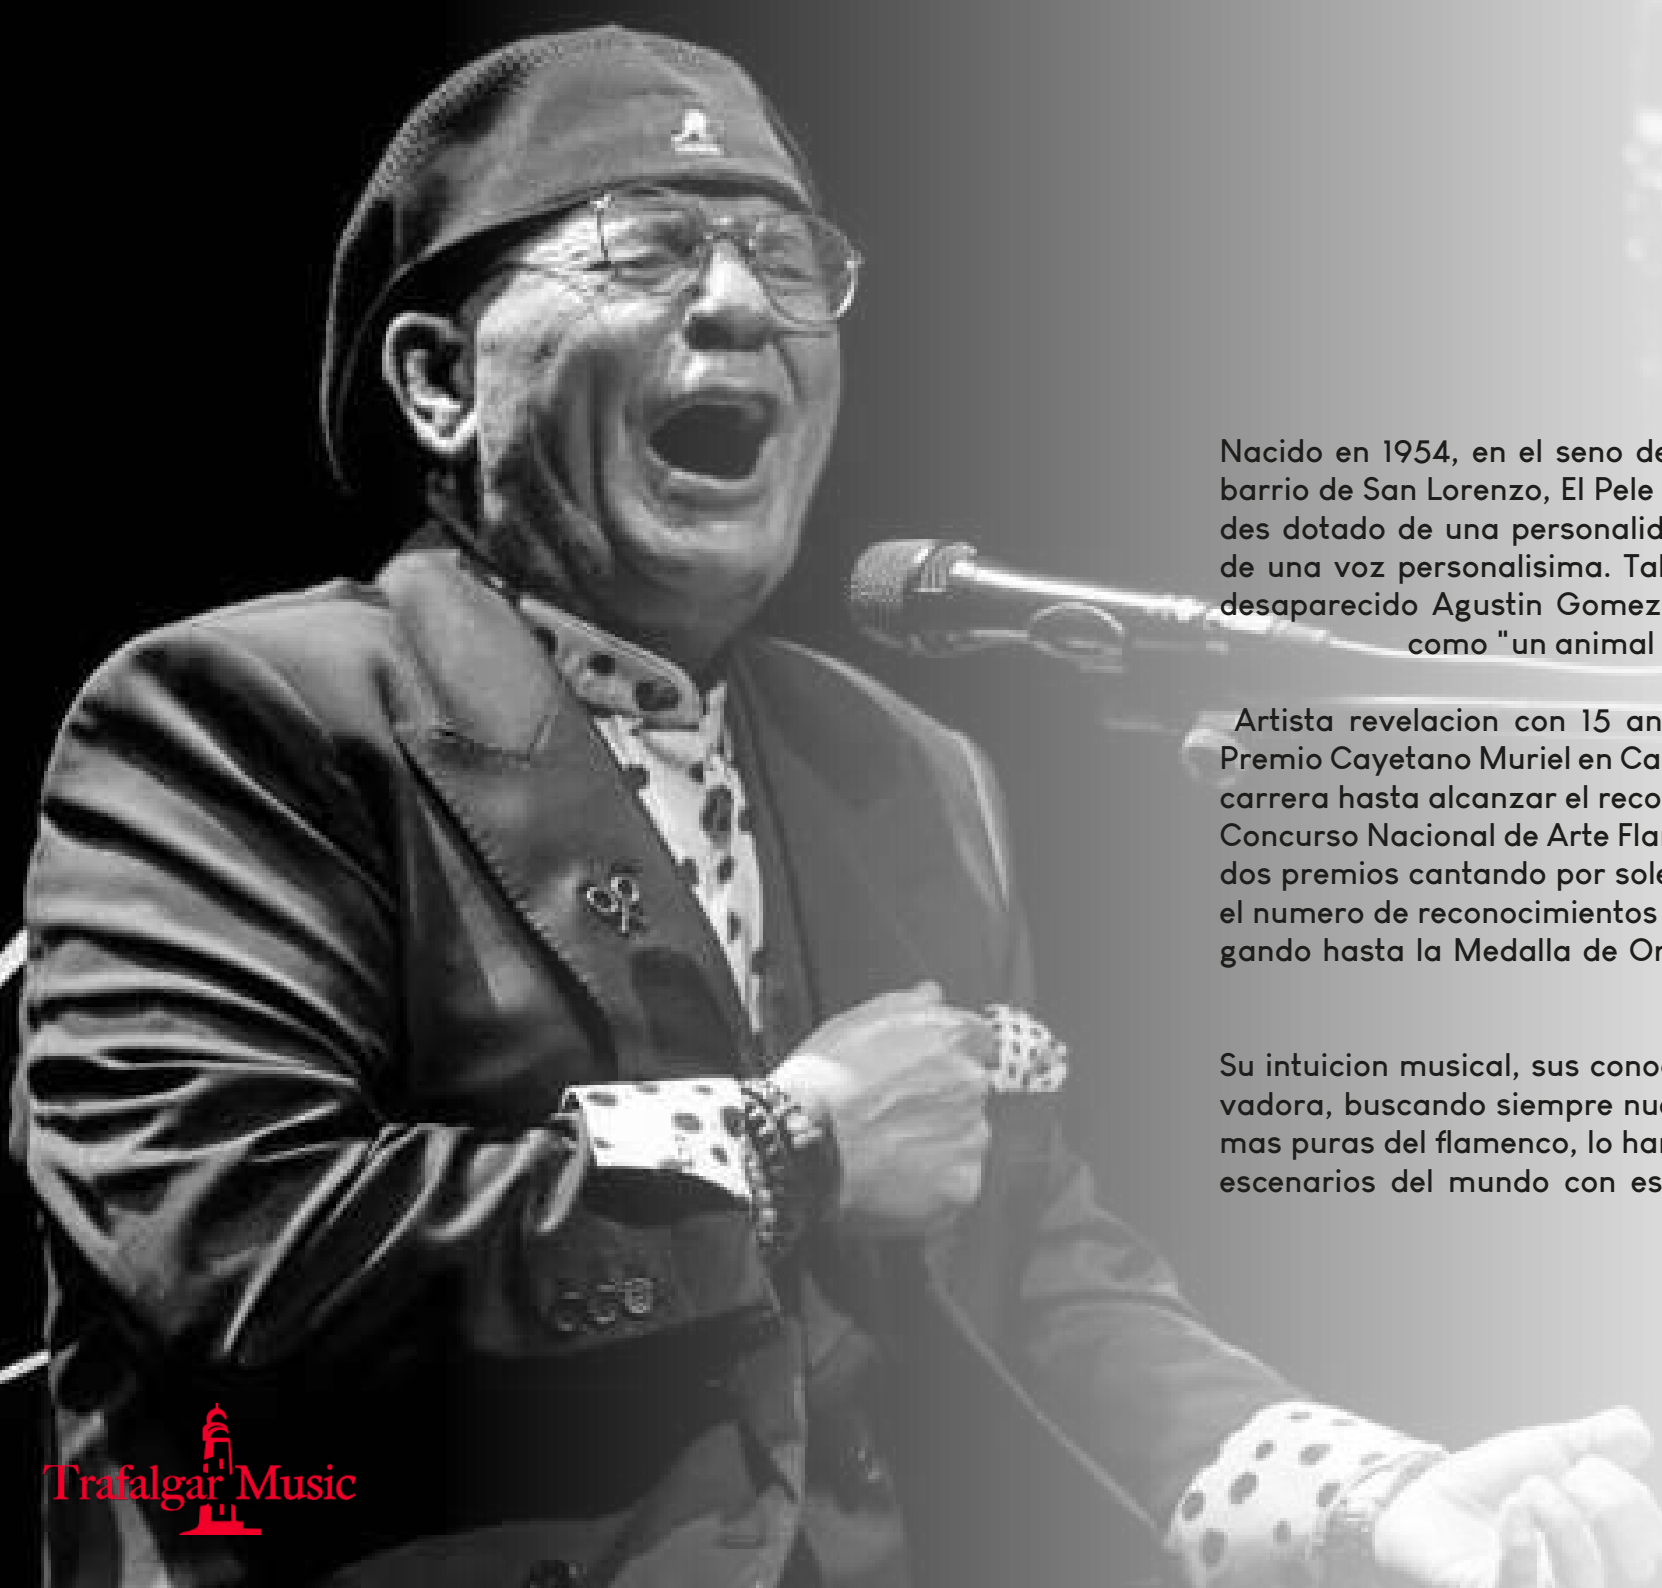 Nacido en 1954, en el seno de
barrio de San Lorenzo, El Pele
des dotado de una personalid
de una voz personalisima. Tal
desaparecido Agustin Gomez
como "un animal
Artista revelacion con 15 an
Premio Cayetano Muriel en Ca
carrera hasta alcanzar el reco
Concurso Nacional de Arte Fla
dos premios cantando por sole
el numero de reconocimientos
gando hasta la Medalla de Or
Su intuicion musical, sus cono
vadora, buscando siempre nu
mas puras del flamenco, lo han
escenarios del mundo con es
Trafalgar Music